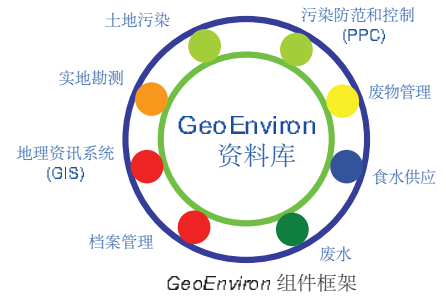 土地污染
污染防范和控制
(PPC)
实地勘测
废物管理
GeoEnviron
资料库
地理资讯系统
(GIS)
食水供应
档案管理
废水
GeoEnviron 组件框架